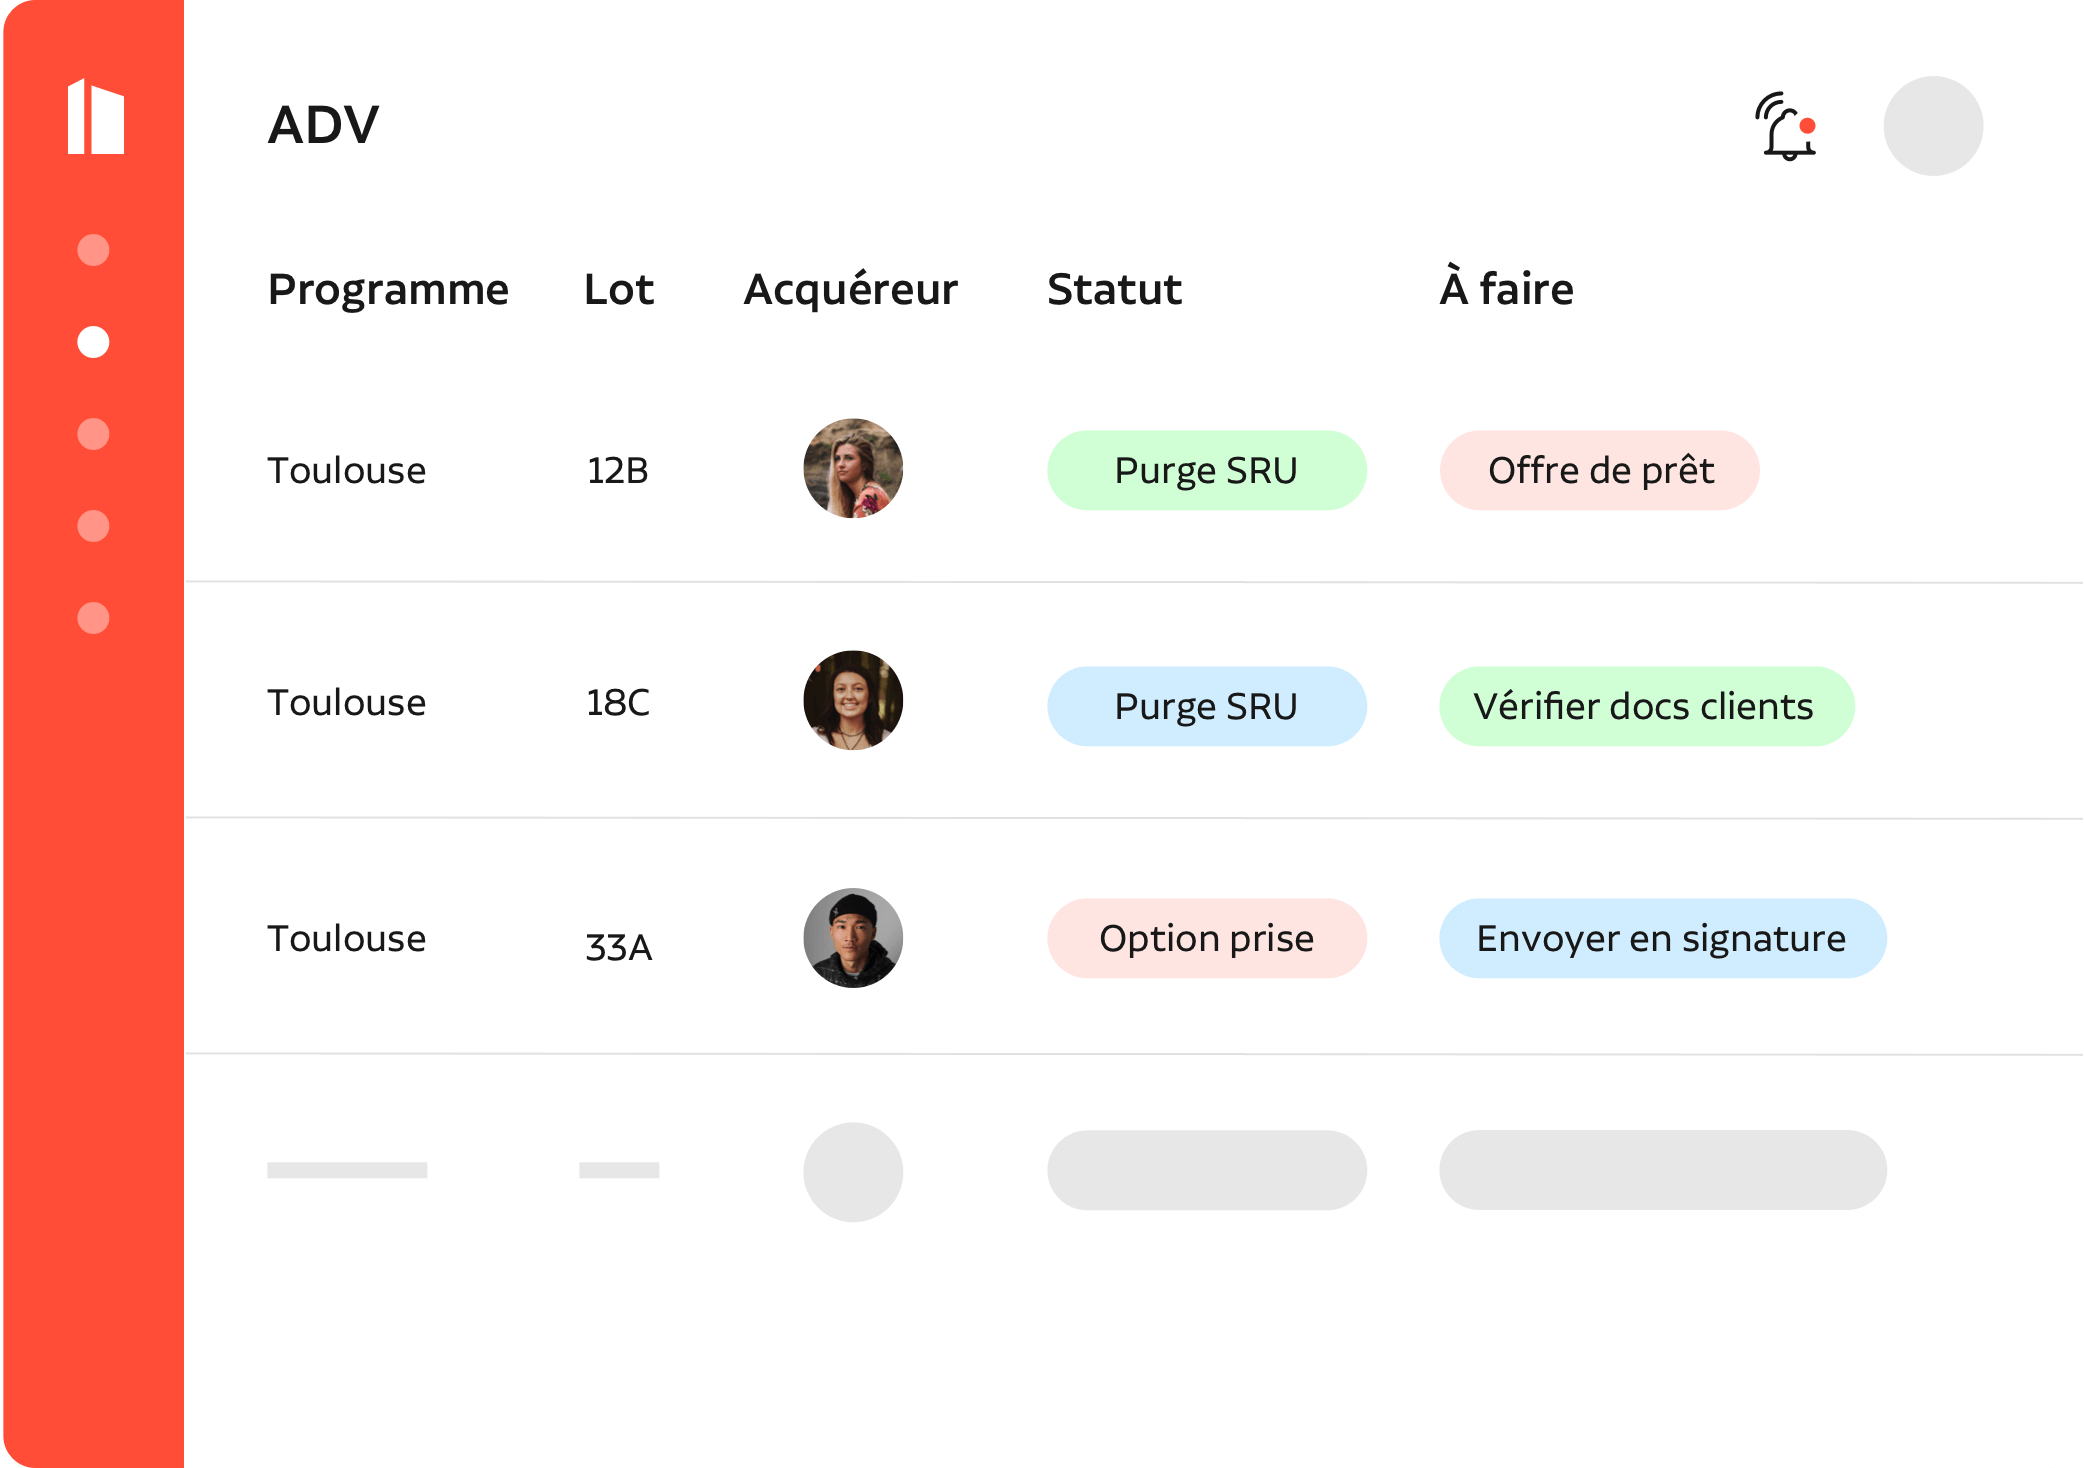 ADV
Programme Lot Acquéreur Statut À faire
Toulouse 12B Purge SRU Offre de prêt
Toulouse 18C Purge SRU Vérifier docs clients
Toulouse 33A Option prise Envoyer en signature